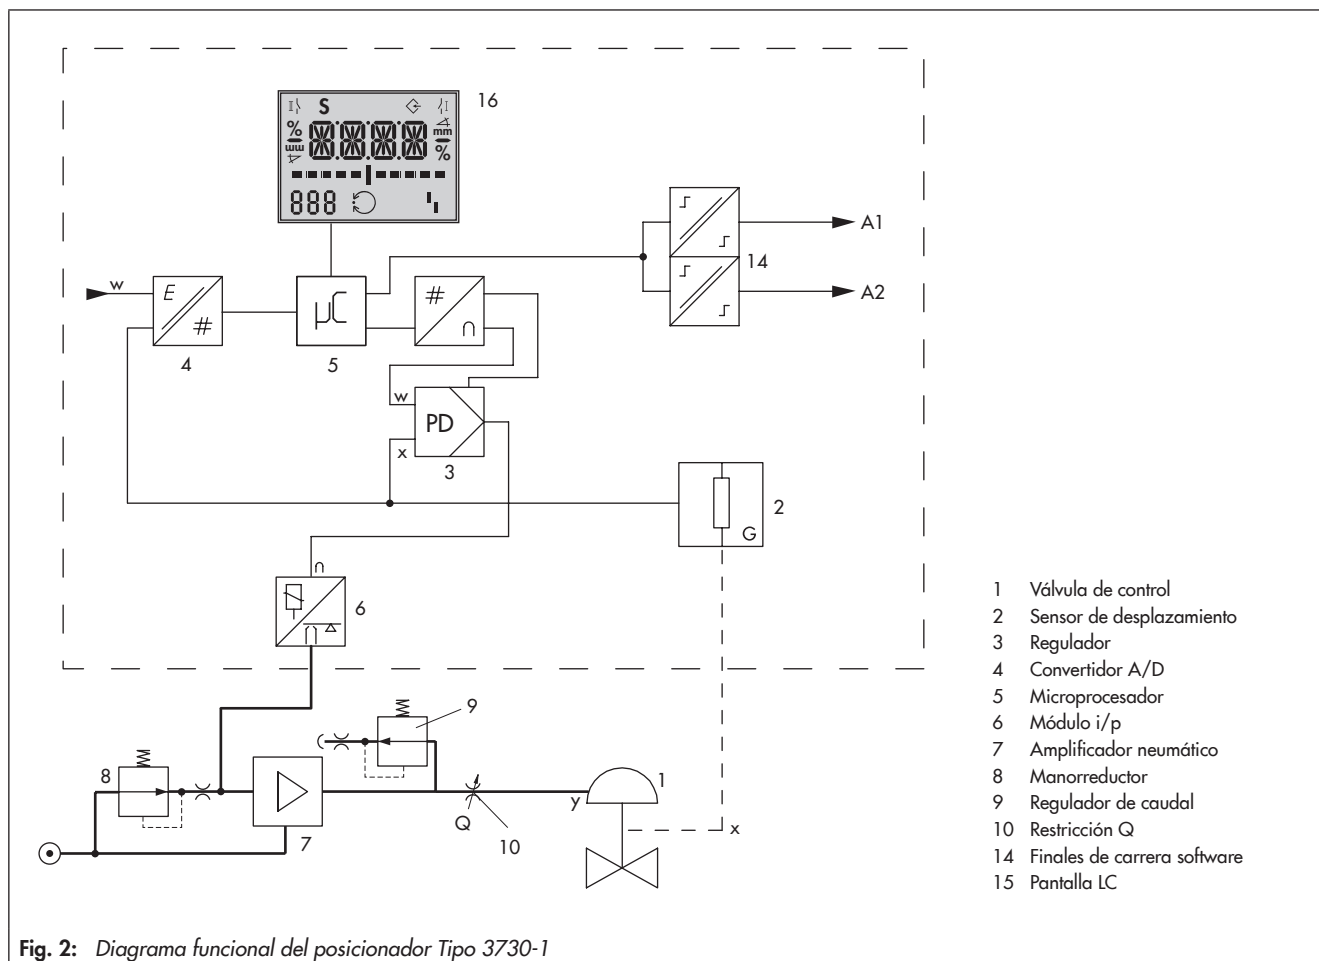 16
S
%
mm
mm
%
888
A1
14
A2
w
E
#
4
µC
5
#
w
PD
x
3
2
G
6
8
9
7
Q
10
y
1
x
1 Válvula de control
2 Sensor de desplazamiento
3 Regulador
4 Convertidor A/D
5 Microprocesador
6 Módulo i/p
7 Amplificador neumático
8 Manorreductor
9 Regulador de caudal
10 Restricción Q
14 Finales de carrera software
15 Pantalla LC
Fig. 2: Diagrama funcional del posicionador Tipo 3730-1